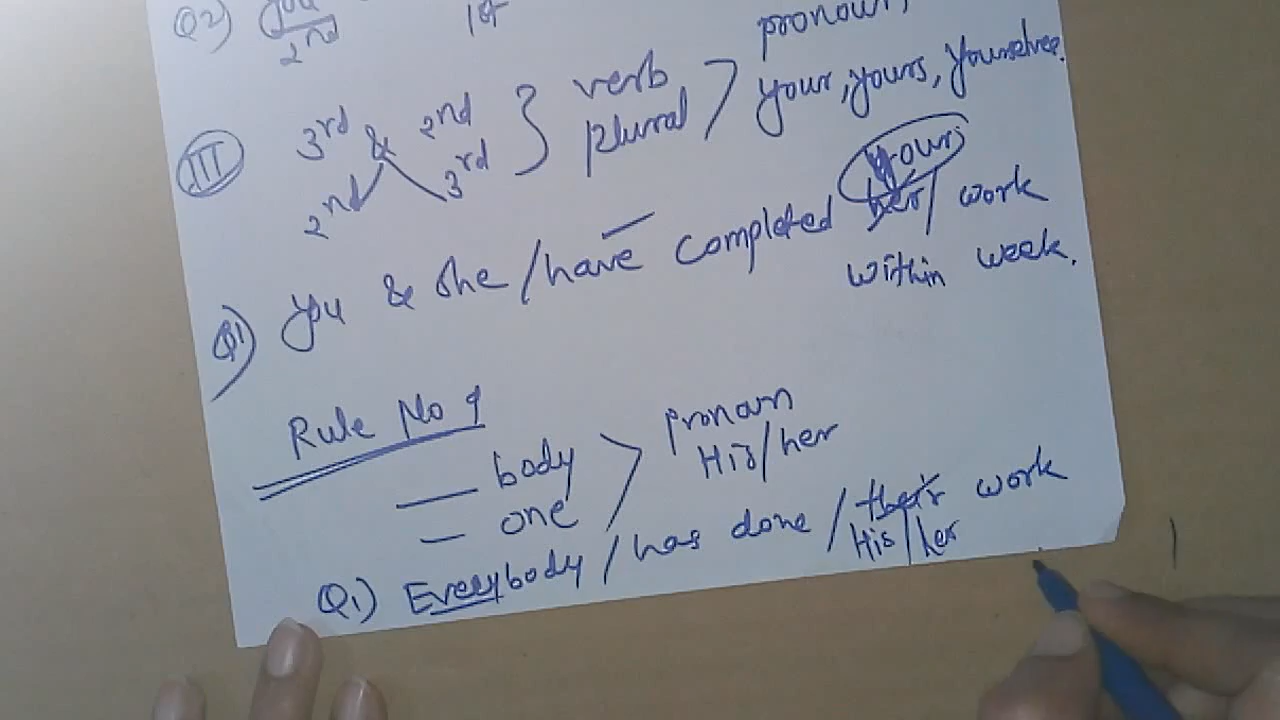 Q2) you 1st
2nd
pronoun,
III 3rd & 2nd } verb > your, yours, yourselves.
2nd 3rd plural
yours
Q1) you & she / have completed her / work
within week.
Rule No 9
body > pronoun
one His/her
Q1) Everybody / has done / their work
His/her